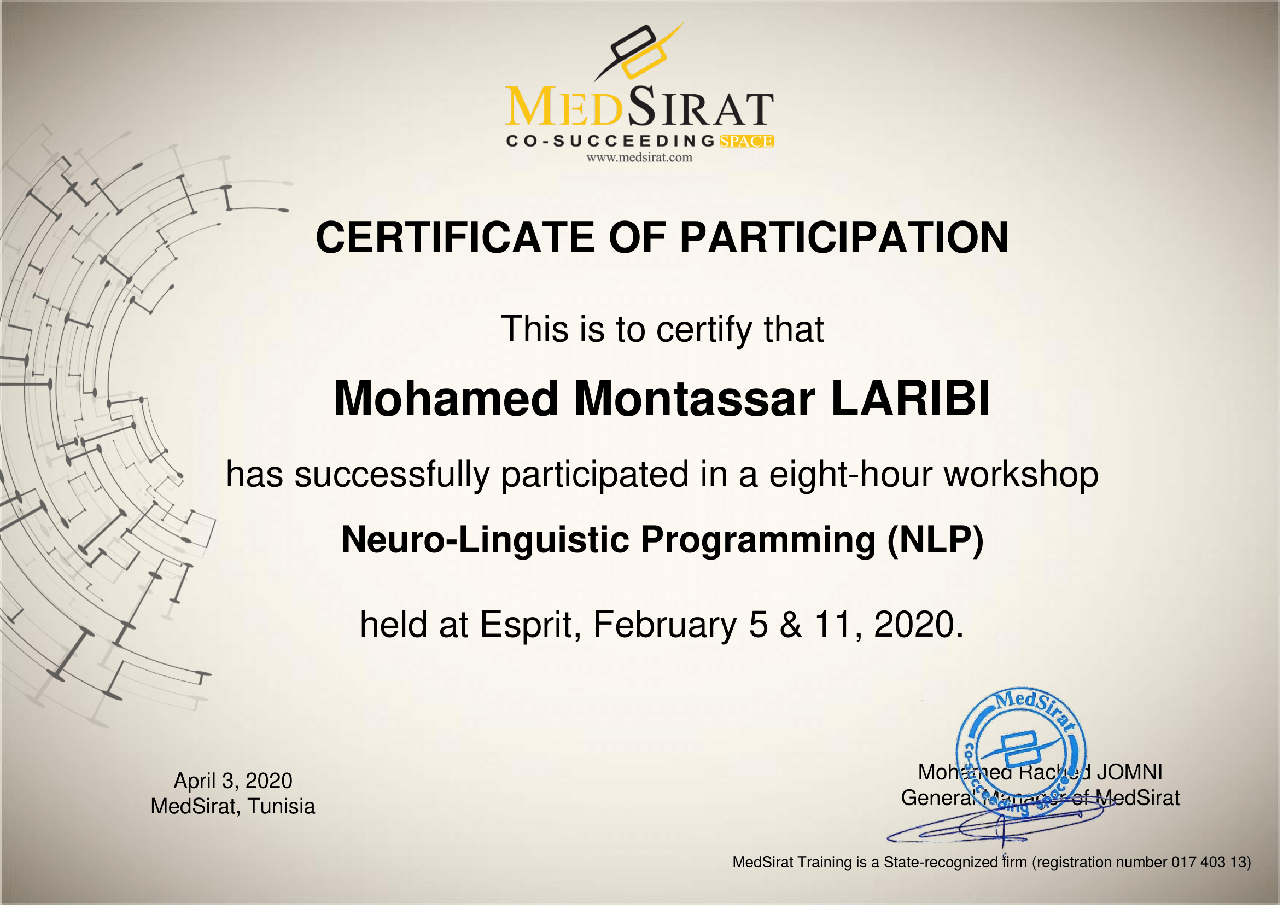 MEDSIRAT
CO-SUCCEEDING SPACE
www.medsirat.com
CERTIFICATE OF PARTICIPATION
This is to certify that
Mohamed Montassar LARIBI
has successfully participated in a eight-hour workshop
Neuro-Linguistic Programming (NLP)
held at Esprit, February 5 & 11, 2020.
MedSirat
co-succeeding space
April 3, 2020
MedSirat, Tunisia
Mohamed Rached JOMNI
General Manager of MedSirat
MedSirat Training is a State-recognized firm (registration number 017 403 13)